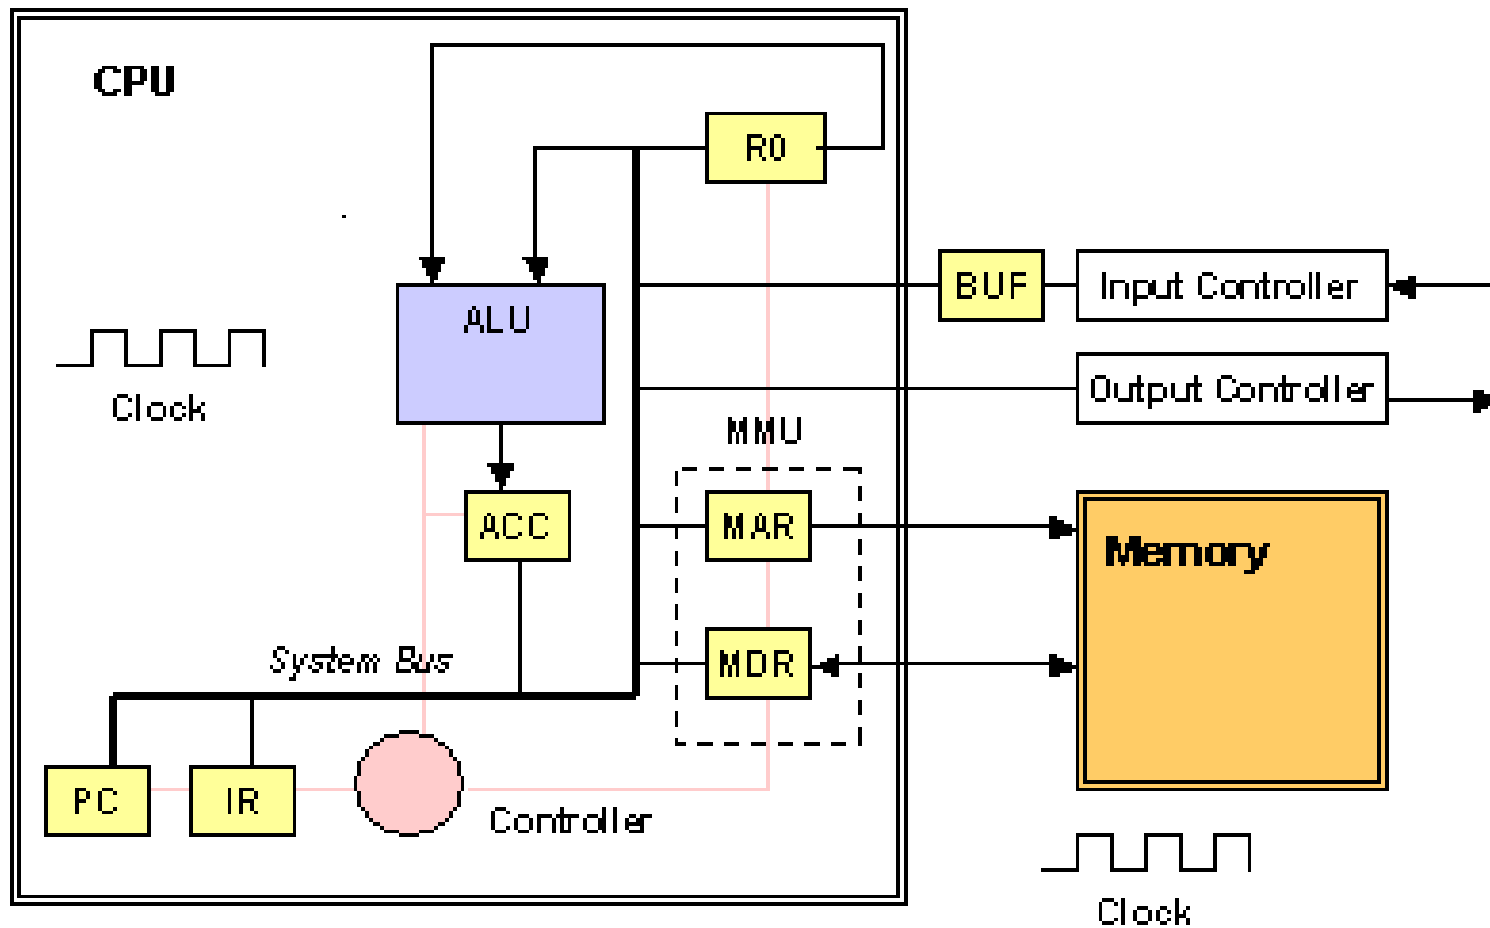 CPU
R0
BUF
Input Controller
ALU
Clock
Output Controller
MMU
ACC
MAR
Memory
System Bus
MDR
PC
IR
Controller
Clock